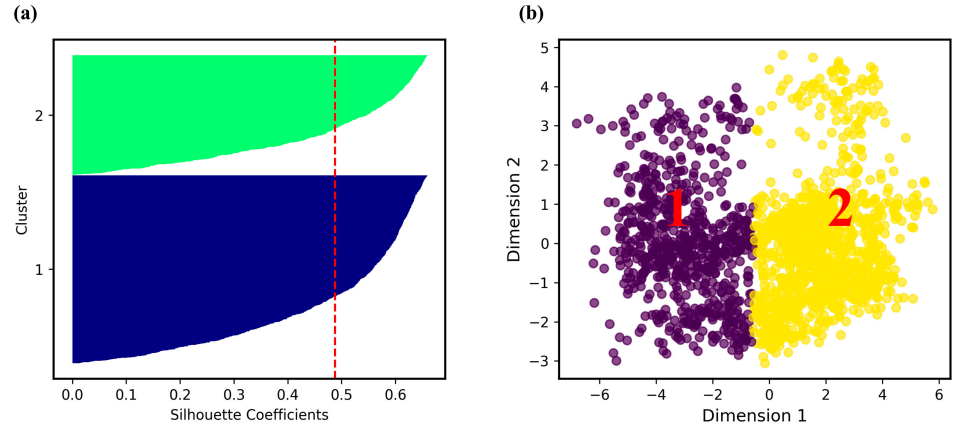 (a)
2
1
Cluster
0.0 0.1 0.2 0.3 0.4 0.5 0.6
Silhouette Coefficients
(b)
5
4
3
2
1
0
−1
−2
−3
Dimension 2
1 2
−6 −4 −2 0 2 4 6
Dimension 1